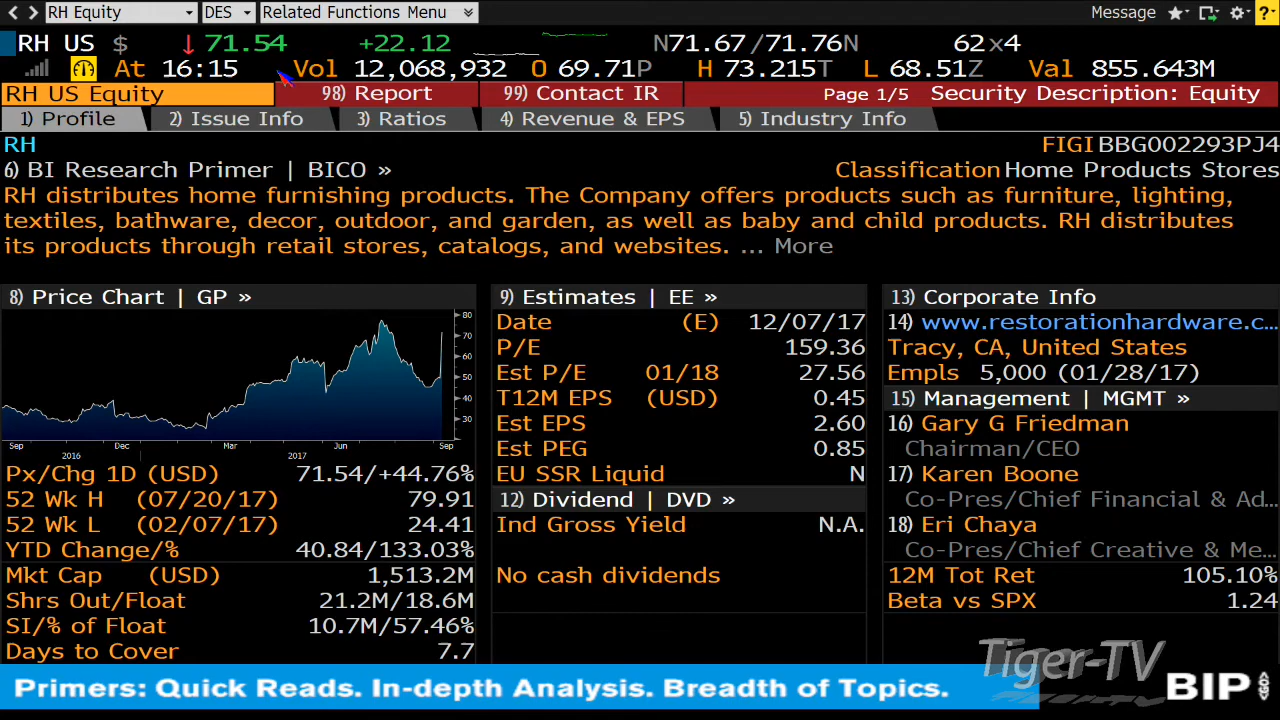 RH Equity DES Related Functions Menu Message
RH US $ ↓ 71.54 +22.12 N71.67/71.76N 62x4
At 16:15 Vol 12,068,932 O 69.71P H 73.215T L 68.51Z Val 855.643M
RH US Equity 98) Report 99) Contact IR Page 1/5 Security Description: Equity
1) Profile 2) Issue Info 3) Ratios 4) Revenue & EPS 5) Industry Info
RH FIGI BBG002293PJ4
6) BI Research Primer | BICO » Classification Home Products Stores
RH distributes home furnishing products. The Company offers products such as furniture, lighting,
textiles, bathware, decor, outdoor, and garden, as well as baby and child products. RH distributes
its products through retail stores, catalogs, and websites. ... More
8) Price Chart | GP »
80
70
60
50
40
30
Sep Dec Mar Jun Sep
2016 2017
Px/Chg 1D (USD) 71.54/+44.76%
52 Wk H (07/20/17) 79.91
52 Wk L (02/07/17) 24.41
YTD Change/% 40.84/133.03%
Mkt Cap (USD) 1,513.2M
Shrs Out/Float 21.2M/18.6M
SI/% of Float 10.7M/57.46%
Days to Cover 7.7
9) Estimates | EE »
Date (E) 12/07/17
P/E 159.36
Est P/E 01/18 27.56
T12M EPS (USD) 0.45
Est EPS 2.60
Est PEG 0.85
EU SSR Liquid N
12) Dividend | DVD »
Ind Gross Yield N.A.
No cash dividends
13) Corporate Info
14) www.restorationhardware.c...
Tracy, CA, United States
Empls 5,000 (01/28/17)
15) Management | MGMT »
16) Gary G Friedman
Chairman/CEO
17) Karen Boone
Co-Pres/Chief Financial & Ad...
18) Eri Chaya
Co-Pres/Chief Creative & Me...
12M Tot Ret 105.10%
Beta vs SPX 1.24
Tiger-TV
Primers: Quick Reads. In-depth Analysis. Breadth of Topics.
BIP GO